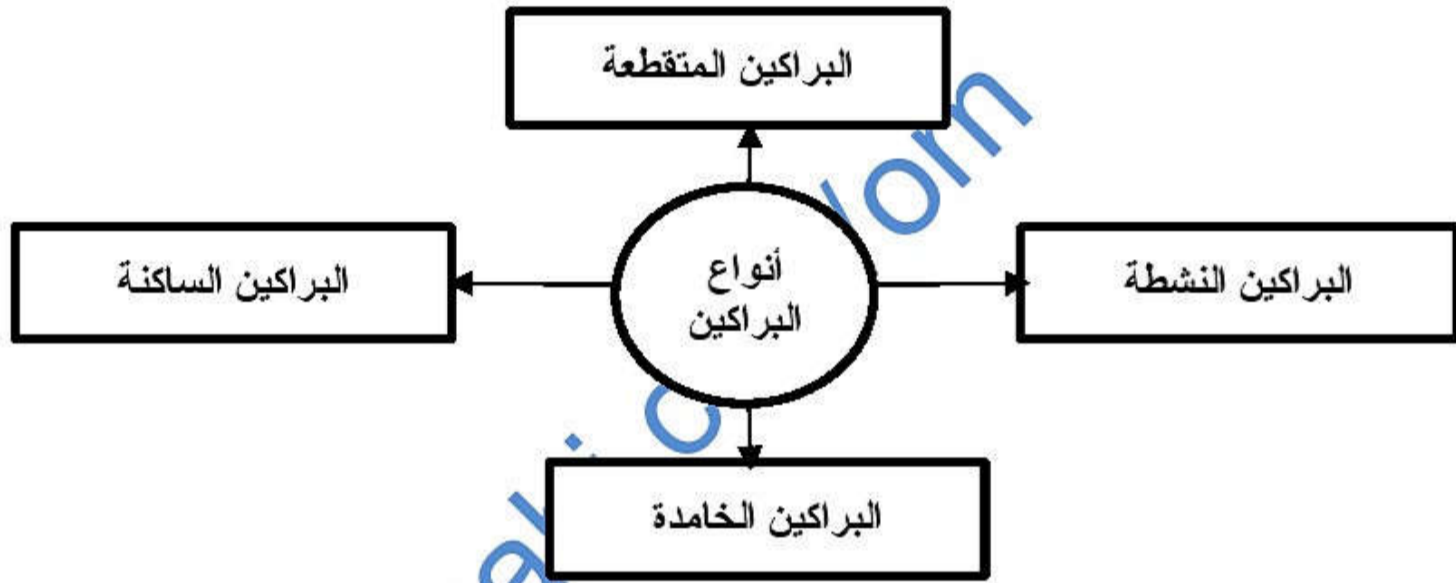 البراكين المتقطعة
أنواع
البراكين
البراكين النشطة
البراكين الساكنة
البراكين الخامدة